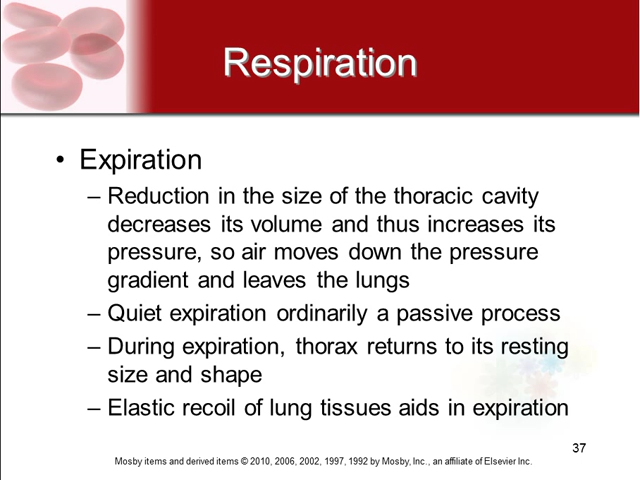 Respiration
• Expiration
– Reduction in the size of the thoracic cavity
decreases its volume and thus increases its
pressure, so air moves down the pressure
gradient and leaves the lungs
– Quiet expiration ordinarily a passive process
– During expiration, thorax returns to its resting
size and shape
– Elastic recoil of lung tissues aids in expiration
37
Mosby items and derived items © 2010, 2006, 2002, 1997, 1992 by Mosby, Inc., an affiliate of Elsevier Inc.